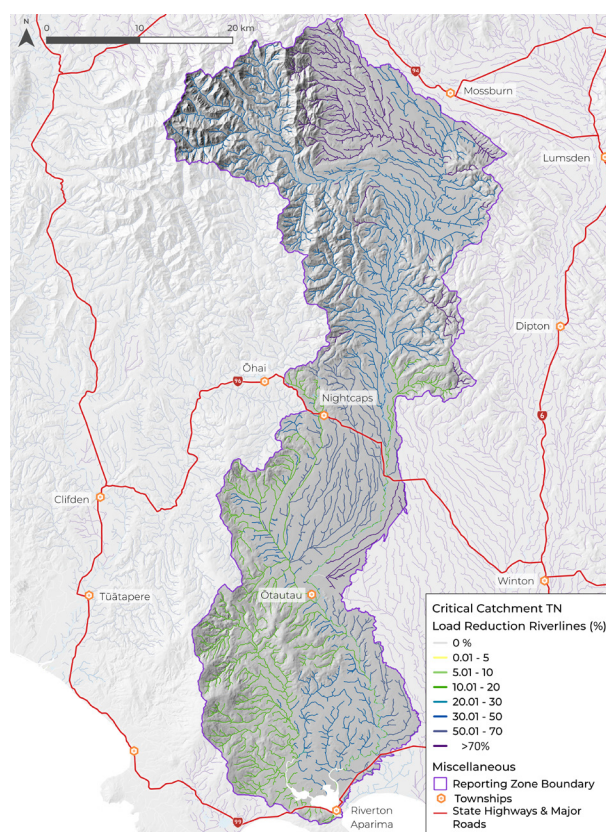 N
0 10 20 km
94
Mossburn
Lumsden
Dipton
Ōhai
96
Nightcaps
6
Clifden
Winton
Tūātapere
Ōtautau
Riverton
Aparima
99
Critical Catchment TN
Load Reduction Riverlines (%)
0 %
0.01 - 5
5.01 - 10
10.01 - 20
20.01 - 30
30.01 - 50
50.01 - 70
>70%
Miscellaneous
Reporting Zone Boundary
Townships
State Highways & Major
Roads